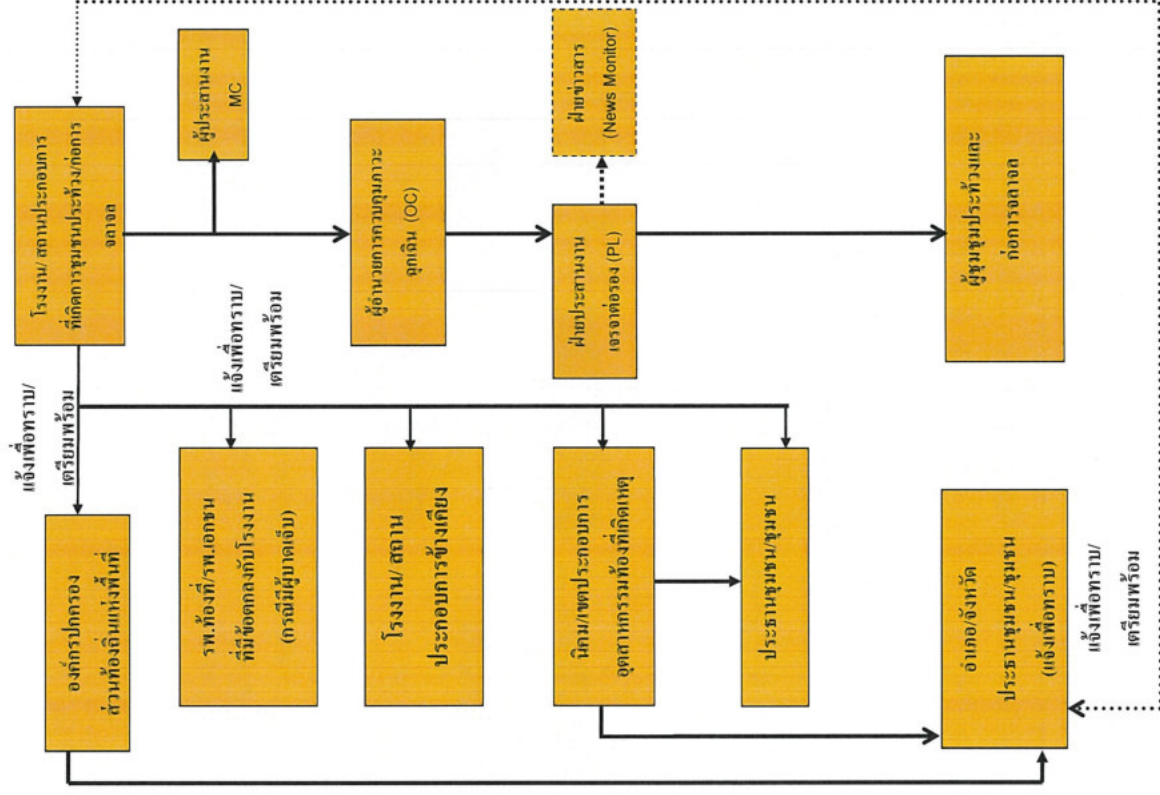 โรงงาน/ สถานประกอบการ
ที่เกิดการชุมชนประท้วง/ก่อการ
จลาจล
ผู้ประสานงาน
MC
ผู้อำนวยการควบคุมภาวะ
ฉุกเฉิน (OC)
ฝ่ายประสานงาน
เจรจาต่อรอง (PL)
ฝ่ายข่าวสาร
(News Monitor)
ผู้ชุมชุมประท้วงและ
ก่อการจลาจล
แจ้งเพื่อทราบ/
เตรียมพร้อม
แจ้งเพื่อทราบ/
เตรียมพร้อม
องค์กรปกครอง
ส่วนท้องถิ่นแห่งพื้นที่
รพ.ท้องที่/รพ.เอกชน
ที่มีข้อตกลงกับโรงงาน
(กรณีมีผู้บาดเจ็บ)
โรงงาน/ สถาน
ประกอบการข้างเคียง
นิคม/เขตประกอบการ
อุตสาหกรรมท้องที่เกิดเหตุ
ประธานชุมชน/ชุมชน
อำเภอ/จังหวัด
ประธานชุมชน/ชุมชน
(แจ้งเพื่อทราบ)
แจ้งเพื่อทราบ/
เตรียมพร้อม